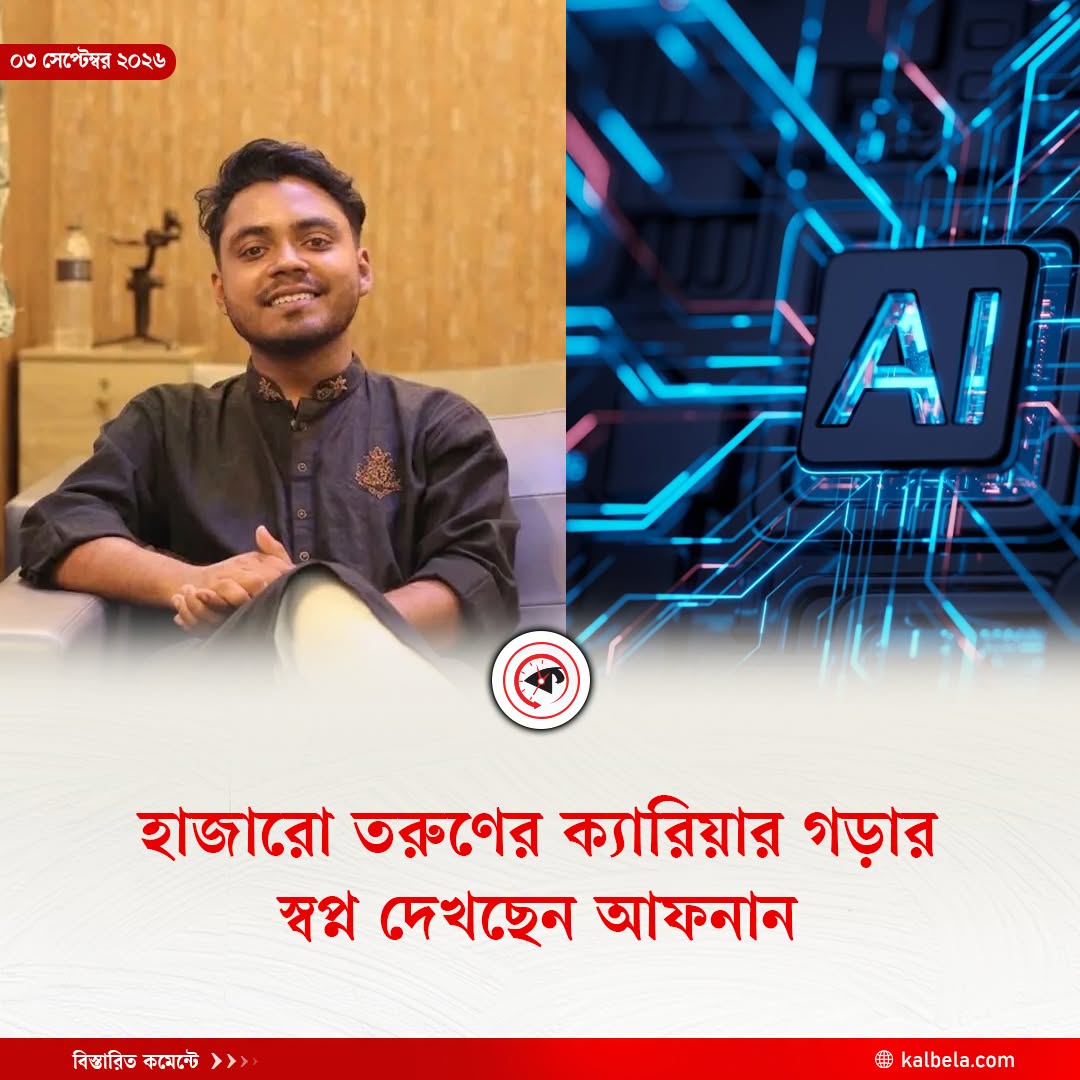 ০৩ সেপ্টেম্বর ২০২৬
AI
ক
হাজারো তরুণের ক্যারিয়ার গড়ার
স্বপ্ন দেখছেন আফনান
বিস্তারিত কমেন্টে
kalbela.com